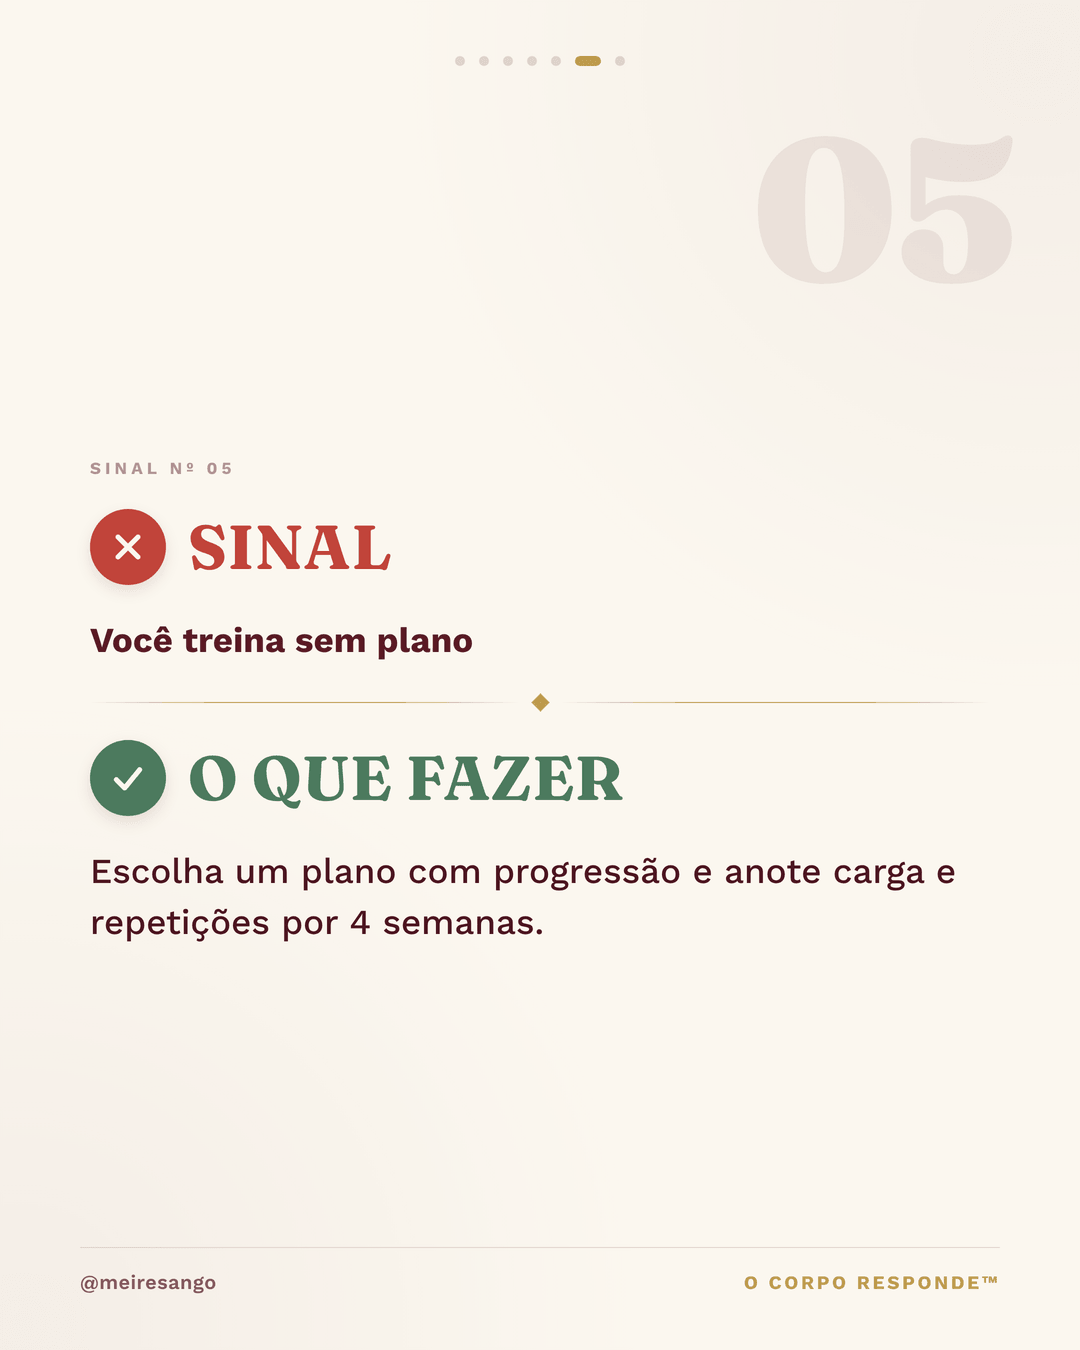 05
SINAL Nº 05
SINAL
Você treina sem plano
O QUE FAZER
Escolha um plano com progressão e anote carga e
repetições por 4 semanas.
@meiresango
O CORPO RESPONDE™